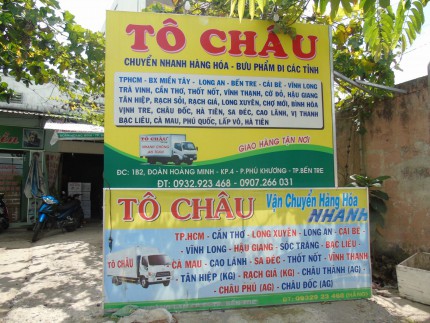 TÔ CHÂU
CHUYỂN NHANH HÀNG HÓA - BƯU PHẨM ĐI CÁC TỈNH
TPHCM - BX MIỀN TÂY - LONG AN - BẾN TRE - CÁI BÈ - VĨNH LONG
TRÀ VINH, CẦN THƠ, THỐT NỐT, VĨNH THẠNH, CỜ ĐỎ, HẬU GIANG
TÂN HIỆP, RẠCH SỎI, RẠCH GIÁ, LONG XUYÊN, CHỢ MỚI, BÌNH HÒA
VỊNH TRE, CHÂU ĐỐC, HÀ TIÊN, SA ĐÉC, CAO LÃNH, VỊ THANH
BẠC LIÊU, CÀ MAU, PHÚ QUỐC, LẤP VÒ, HÀ TIÊN
TÔ CHÂU
GIAO HÀNG TẬN NƠI
ĐC: 182, ĐOÀN HOÀNG MINH - KP.4 - P.PHÚ KHƯƠNG - TP.BẾN TRE
ĐT: 0932.923.468 - 0907.266 031
TÔ CHÂU Vận Chuyển Hàng Hóa
NHANH
TP.HCM - CẦN THƠ - LONG XUYÊN - LONG AN - CÁI BÈ -
- VĨNH LONG - HẬU GIANG - SÓC TRĂNG - BẠC LIÊU -
CÀ MAU - CAO LÃNH - SA ĐÉC - THỐT NỐT - VĨNH THẠNH
- TÂN HIỆP (KG) - RẠCH GIÁ (KG) - CHÂU THÀNH (AG) -
- CHÂU PHÚ (AG) - CHÂU ĐỐC (AG)
TÔ CHÂU